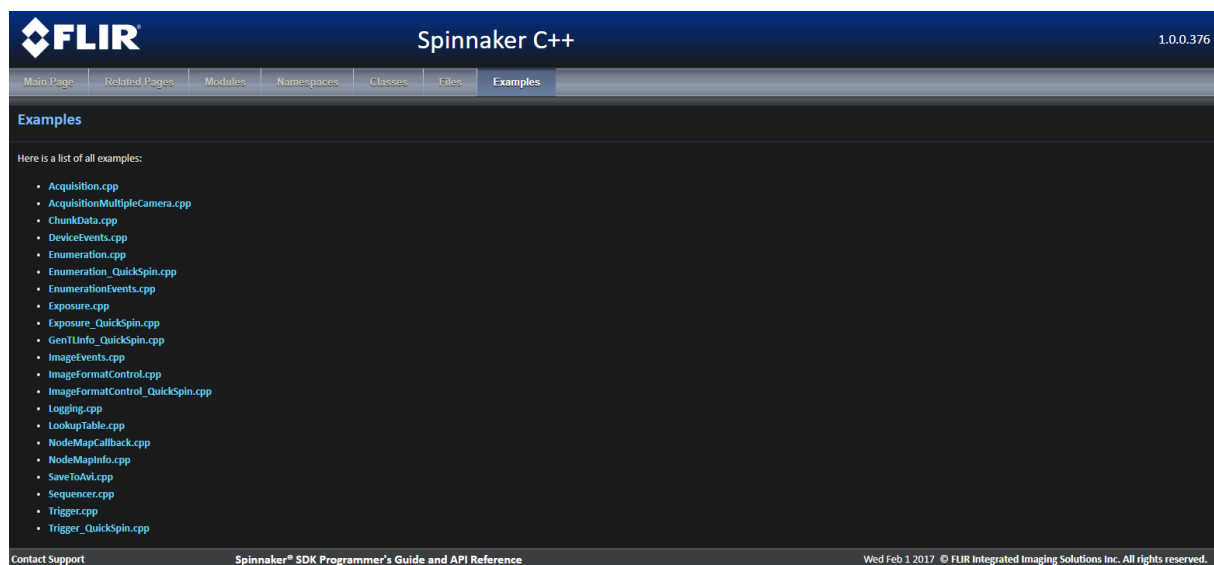 FLIR® Spinnaker C++ 1.0.0.376
Main Page Related Pages Modules Namespaces Classes Files Examples
Examples
Here is a list of all examples:
• Acquisition.cpp
• AcquisitionMultipleCamera.cpp
• ChunkData.cpp
• DeviceEvents.cpp
• Enumeration.cpp
• Enumeration_QuickSpin.cpp
• EnumerationEvents.cpp
• Exposure.cpp
• Exposure_QuickSpin.cpp
• GenTLInfo_QuickSpin.cpp
• ImageEvents.cpp
• ImageFormatControl.cpp
• ImageFormatControl_QuickSpin.cpp
• Logging.cpp
• LookupTable.cpp
• NodeMapCallback.cpp
• NodeMapInfo.cpp
• SaveToAvi.cpp
• Sequencer.cpp
• Trigger.cpp
• Trigger_QuickSpin.cpp
Contact Support Spinnaker® SDK Programmer's Guide and API Reference Wed Feb 1 2017 © FLIR Integrated Imaging Solutions Inc. All rights reserved.